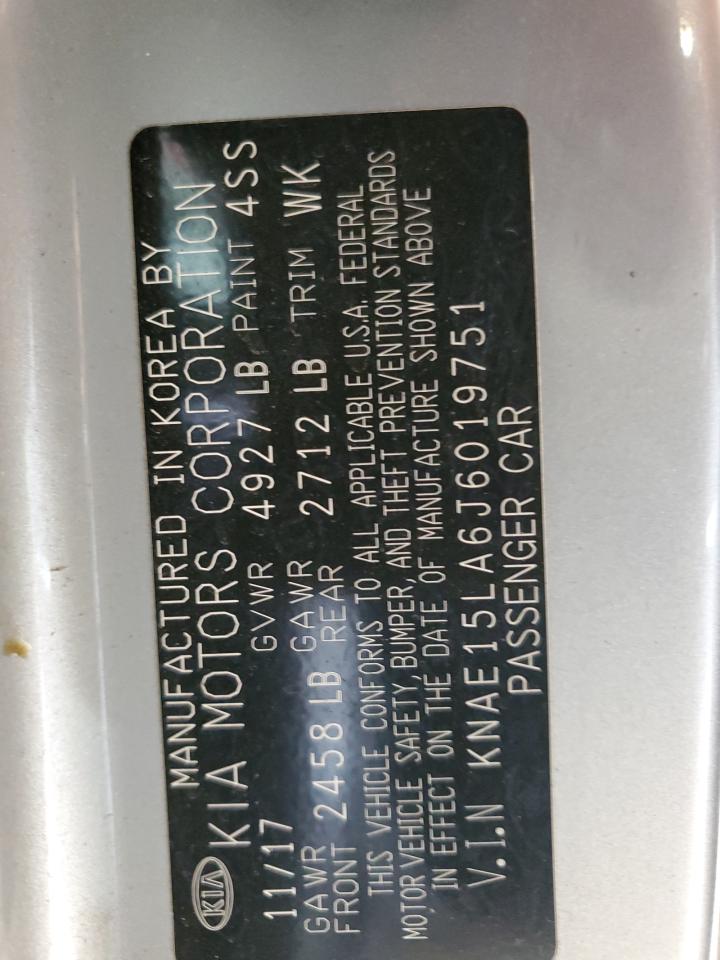 MANUFACTURED IN KOREA BY
KIA KIA MOTORS CORPORATION
11/17 GVWR 4927 LB PAINT 4SS
GAWR FRONT 2458 LB GAWR REAR 2712 LB TRIM WK
THIS VEHICLE CONFORMS TO ALL APPLICABLE U.S.A. FEDERAL
MOTOR VEHICLE SAFETY, BUMPER, AND THEFT PREVENTION STANDARDS
IN EFFECT ON THE DATE OF MANUFACTURE SHOWN ABOVE
V.I.N KNAE15LA6J6019751
PASSENGER CAR